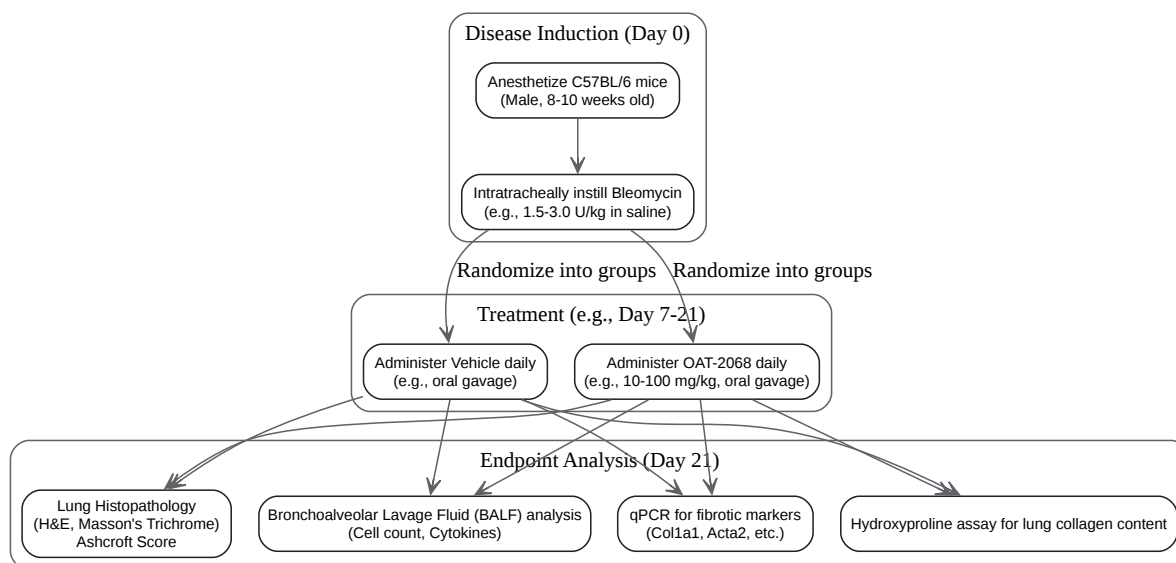 Disease Induction (Day 0)
Anesthetize C57BL/6 mice
(Male, 8-10 weeks old)
Intratracheally instill Bleomycin
(e.g., 1.5-3.0 U/kg in saline)
Randomize into groups
Randomize into groups
Treatment (e.g., Day 7-21)
Administer Vehicle daily
(e.g., oral gavage)
Administer OAT-2068 daily
(e.g., 10-100 mg/kg, oral gavage)
Endpoint Analysis (Day 21)
Lung Histopathology
(H&E, Masson's Trichrome)
Ashcroft Score
Bronchoalveolar Lavage Fluid (BALF) analysis
(Cell count, Cytokines)
qPCR for fibrotic markers
(Col1a1, Acta2, etc.)
Hydroxyproline assay for lung collagen content